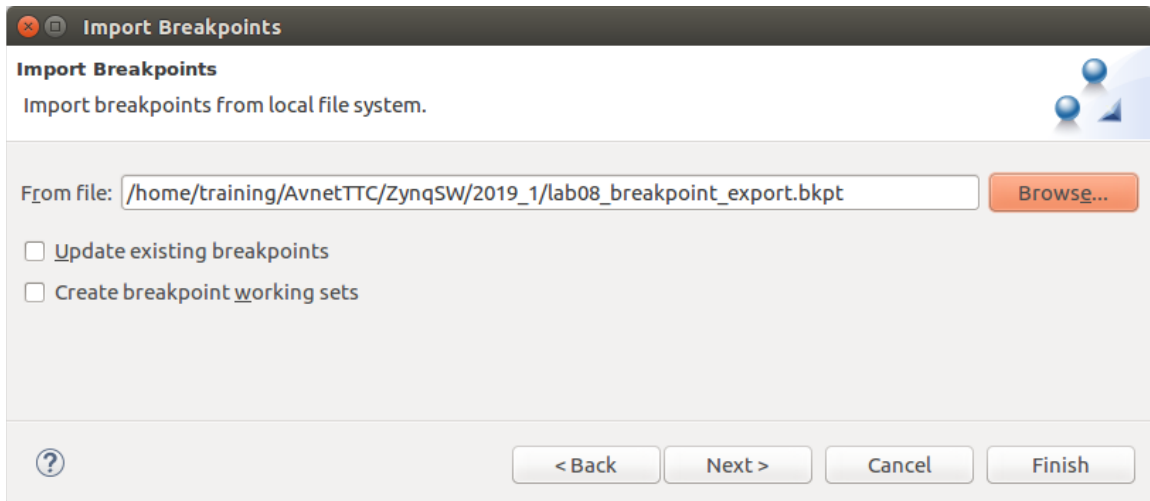 Import Breakpoints
Import Breakpoints
Import breakpoints from local file system.
From file: /home/training/AvnetTTC/ZynqSW/2019_1/lab08_breakpoint_export.bkpt Browse...
Update existing breakpoints
Create breakpoint working sets
? < Back Next > Cancel Finish